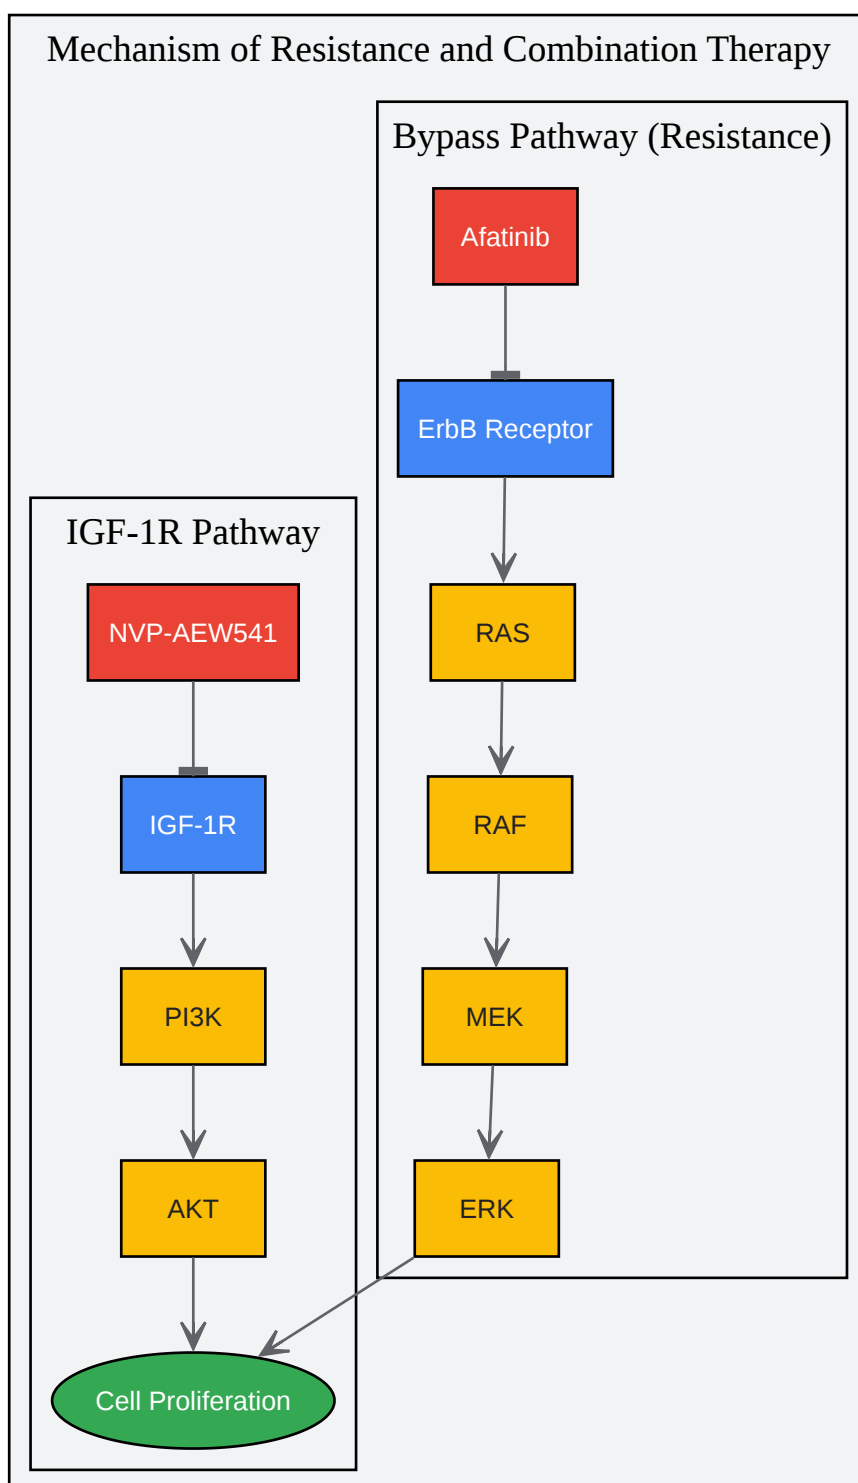 Mechanism of Resistance and Combination Therapy
Bypass Pathway (Resistance)
Afatinib
ErbB Receptor
RAS
RAF
MEK
ERK
IGF-1R Pathway
NVP-AEW541
IGF-1R
PI3K
AKT
Cell Proliferation